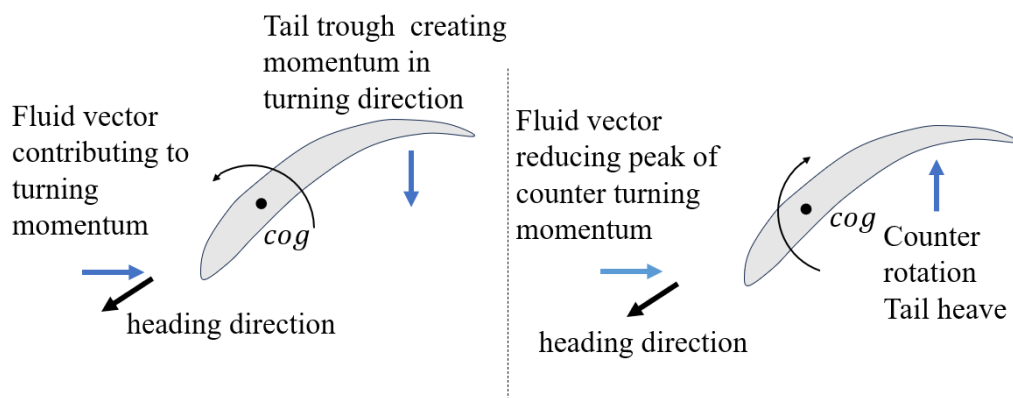 Tail trough creating
momentum in
turning direction
Fluid vector
contributing to
turning
momentum
cog
heading direction
Fluid vector
reducing peak of
counter turning
momentum
cog
Counter
rotation
Tail heave
heading direction